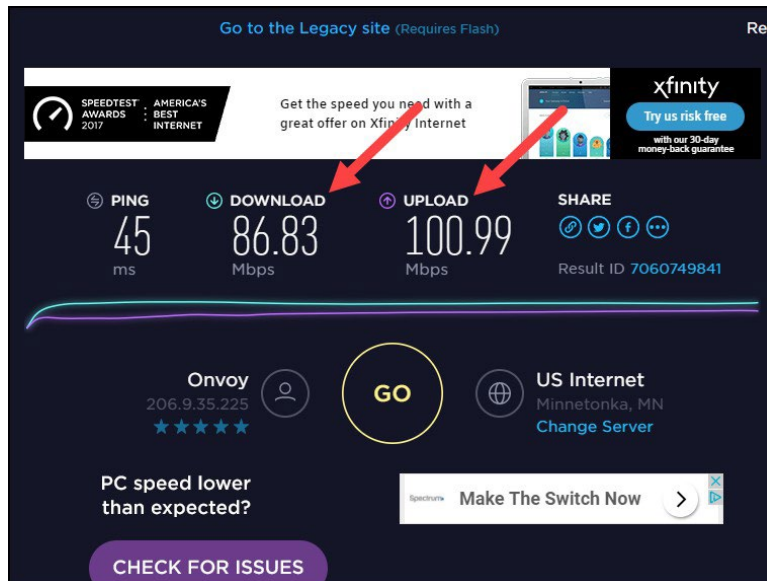 Go to the Legacy site (Requires Flash)
Re
SPEEDTEST AWARDS 2017
AMERICA'S BEST INTERNET
Get the speed you need with a
great offer on Xfinity Internet
xfinity
Try us risk free
with our 30-day
money-back guarantee
PING
45
ms
DOWNLOAD
86.83
Mbps
UPLOAD
100.99
Mbps
SHARE
Result ID 7060749841
Onvoy
206.9.35.225
GO
US Internet
Minnetonka, MN
Change Server
PC speed lower
than expected?
CHECK FOR ISSUES
Spectrum
Make The Switch Now